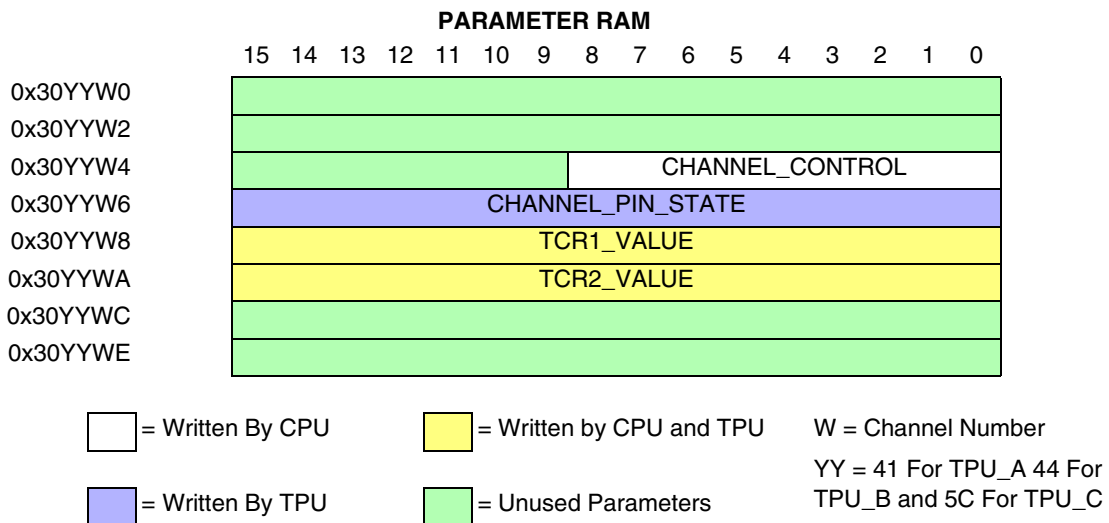 PARAMETER RAM
15 14 13 12 11 10 9 8 7 6 5 4 3 2 1 0
0x30YYW0
0x30YYW2
0x30YYW4 CHANNEL_CONTROL
0x30YYW6 CHANNEL_PIN_STATE
0x30YYW8 TCR1_VALUE
0x30YYWA TCR2_VALUE
0x30YYWC
0x30YYWE
= Written By CPU = Written by CPU and TPU W = Channel Number
YY = 41 For TPU_A 44 For
= Written By TPU = Unused Parameters TPU_B and 5C For TPU_C